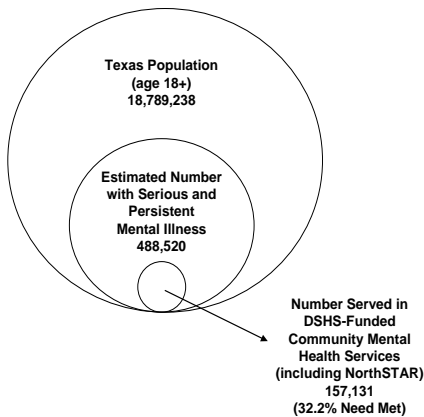 Texas Population
(age 18+)
18,789,238
Estimated Number
with Serious and
Persistent
Mental Illness
488,520
Number Served in
DSHS-Funded
Community Mental
Health Services
(including NorthSTAR)
157,131
(32.2% Need Met)